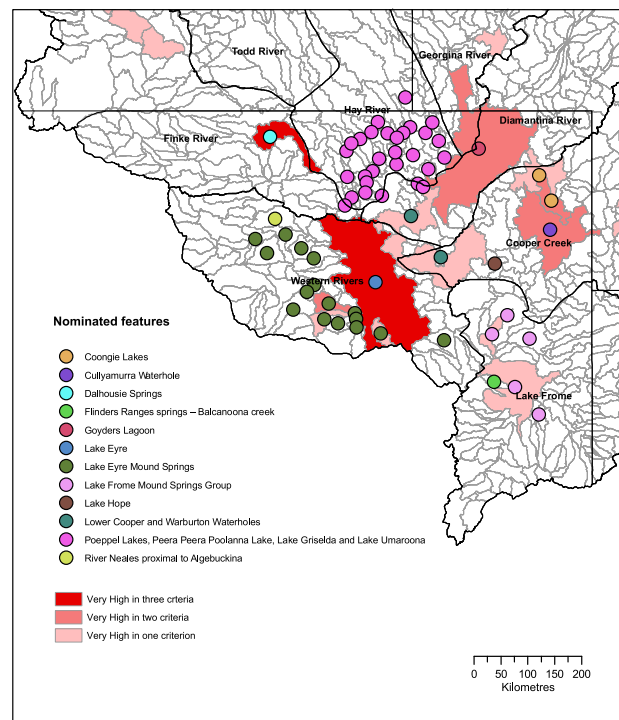 Todd River
Georgina River
Hay River
Diamantina River
Finke River
Cooper Creek
Western Rivers
Lake Frome
Nominated features
Coongie Lakes
Cullyamurra Waterhole
Dalhousie Springs
Flinders Ranges springs – Balcanoona creek
Goyders Lagoon
Lake Eyre
Lake Eyre Mound Springs
Lake Frome Mound Springs Group
Lake Hope
Lower Cooper and Warburton Waterholes
Poeppel Lakes, Peera Peera Poolanna Lake, Lake Griselda and Lake Umaroona
River Neales proximal to Algebuckina
Very High in three crteria
Very High in two criteria
Very High in one criterion
0 50 100 150 200
Kilometres